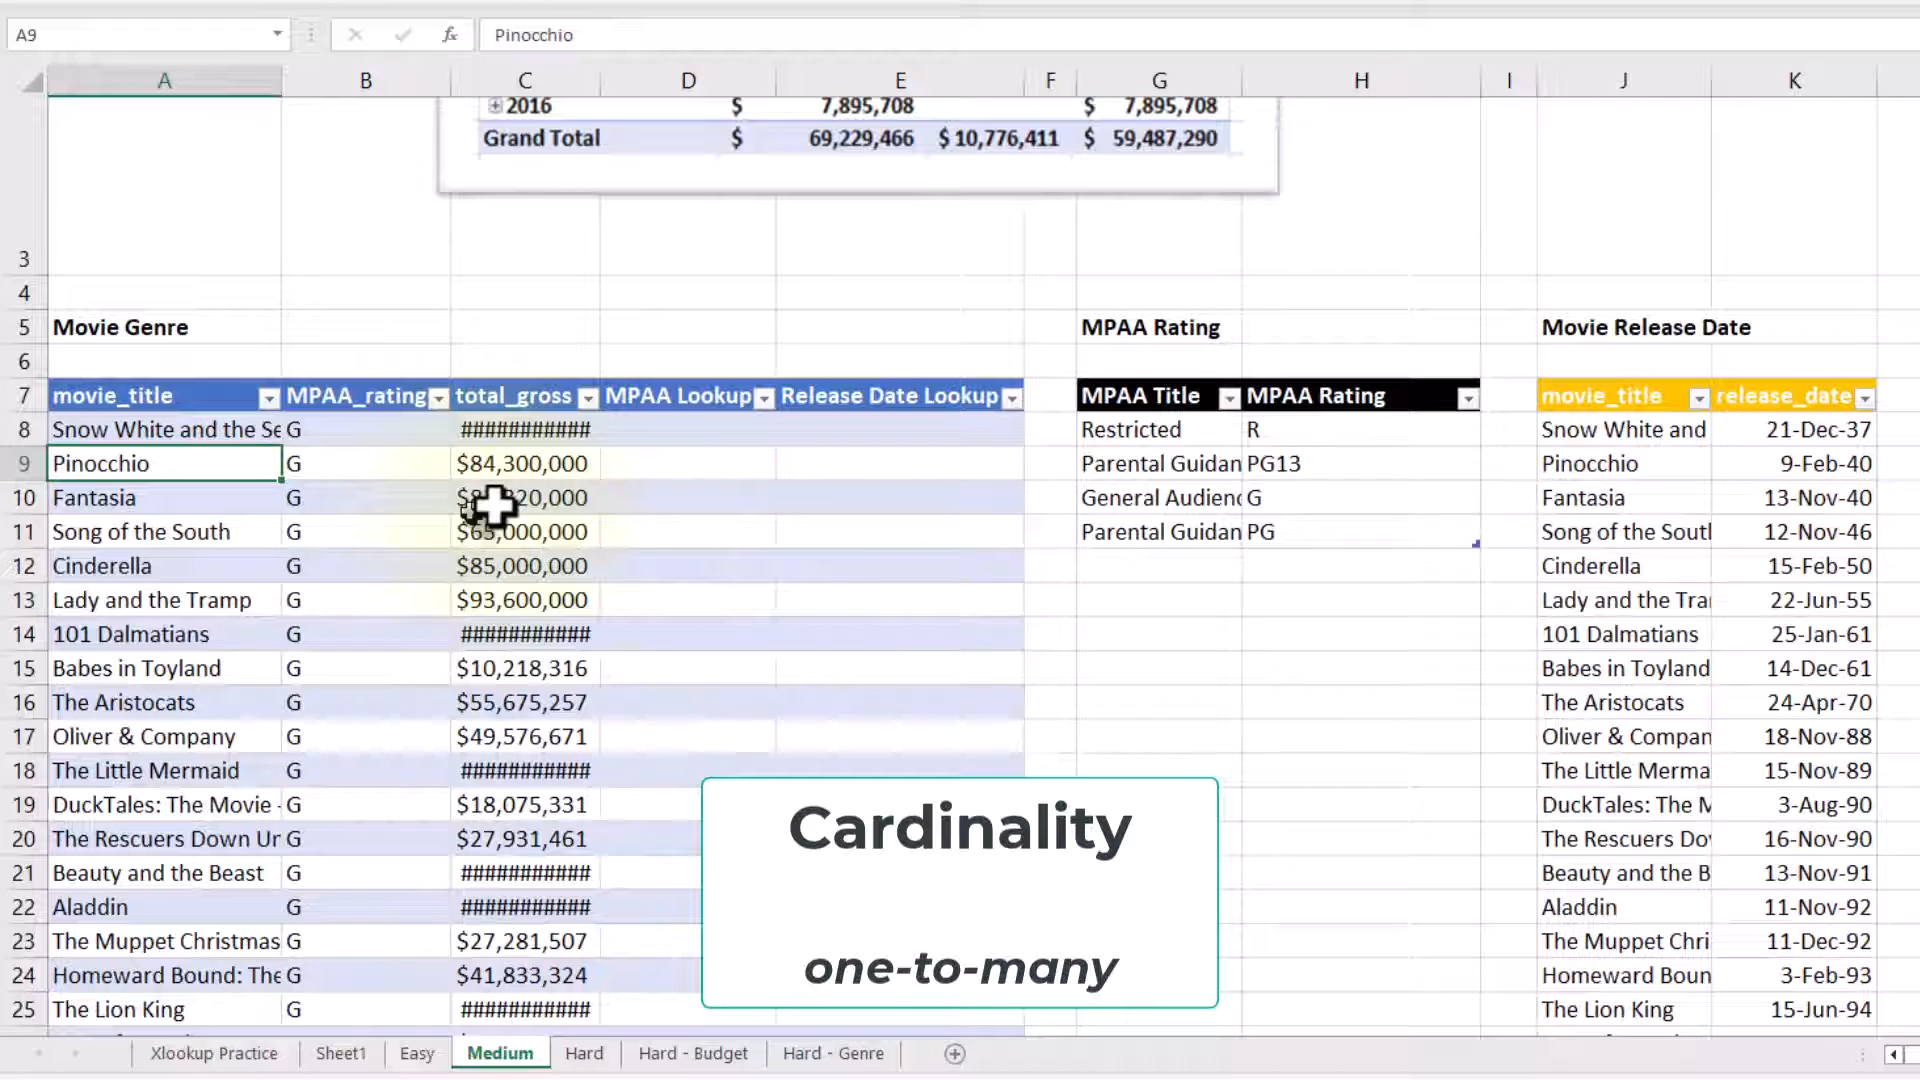 A9 fx Pinocchio
A B C D E F G H I J K
2016 $ 7,895,708 $ 7,895,708
Grand Total $ 69,229,466 $ 10,776,411 $ 59,487,290
3
4
5 Movie Genre MPAA Rating Movie Release Date
6
7 movie_title MPAA_rating total_gross MPAA Lookup Release Date Lookup MPAA Title MPAA Rating movie_title release_date
8 Snow White and the Se G ########### Restricted R Snow White and 21-Dec-37
9 Pinocchio G $84,300,000 Parental Guidan PG13 Pinocchio 9-Feb-40
10 Fantasia G 20,000 General Audienc G Fantasia 13-Nov-40
11 Song of the South G $65,000,000 Parental Guidan PG Song of the South 12-Nov-46
12 Cinderella G $85,000,000 Cinderella 15-Feb-50
13 Lady and the Tramp G $93,600,000 Lady and the Tra 22-Jun-55
14 101 Dalmatians G ########### 101 Dalmatians 25-Jan-61
15 Babes in Toyland G $10,218,316 Babes in Toyland 14-Dec-61
16 The Aristocats G $55,675,257 The Aristocats 24-Apr-70
17 Oliver & Company G $49,576,671 Oliver & Compan 18-Nov-88
18 The Little Mermaid G ########### The Little Merma 15-Nov-89
19 DuckTales: The Movie - G $18,075,331 DuckTales: The M 3-Aug-90
20 The Rescuers Down Un G $27,931,461 The Rescuers Dov 16-Nov-90
21 Beauty and the Beast G ########### Beauty and the B 13-Nov-91
22 Aladdin G ########### Aladdin 11-Nov-92
23 The Muppet Christmas G $27,281,507 The Muppet Chri 11-Dec-92
24 Homeward Bound: The G $41,833,324 Homeward Boun 3-Feb-93
25 The Lion King G ########### The Lion King 15-Jun-94
Cardinality
one-to-many
Xlookup Practice Sheet1 Easy Medium Hard Hard - Budget Hard - Genre